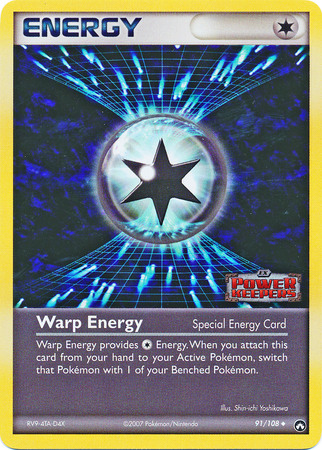 ENERGY
EX
POWER
KEEPERS
Warp Energy Special Energy Card
Warp Energy provides Energy.When you attach this
card from your hand to your Active Pokémon, switch
that Pokémon with 1 of your Benched Pokémon.
Illus. Shin-ichi Yoshikawa
RV9-4TA-D4X ©2007 Pokémon/Nintendo 91/108